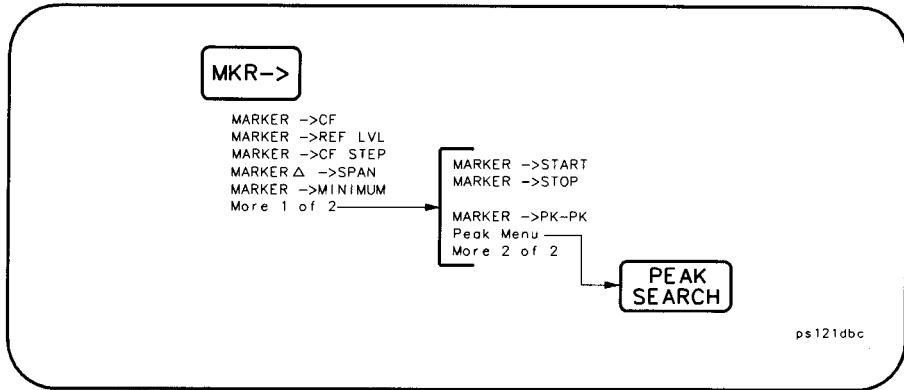 MKR->
MARKER ->CF
MARKER ->REF LVL
MARKER ->CF STEP
MARKER △ ->SPAN
MARKER ->MINIMUM
More 1 of 2
MARKER ->START
MARKER ->STOP
MARKER ->PK-PK
Peak Menu
More 2 of 2
PEAK
SEARCH
ps121dbc